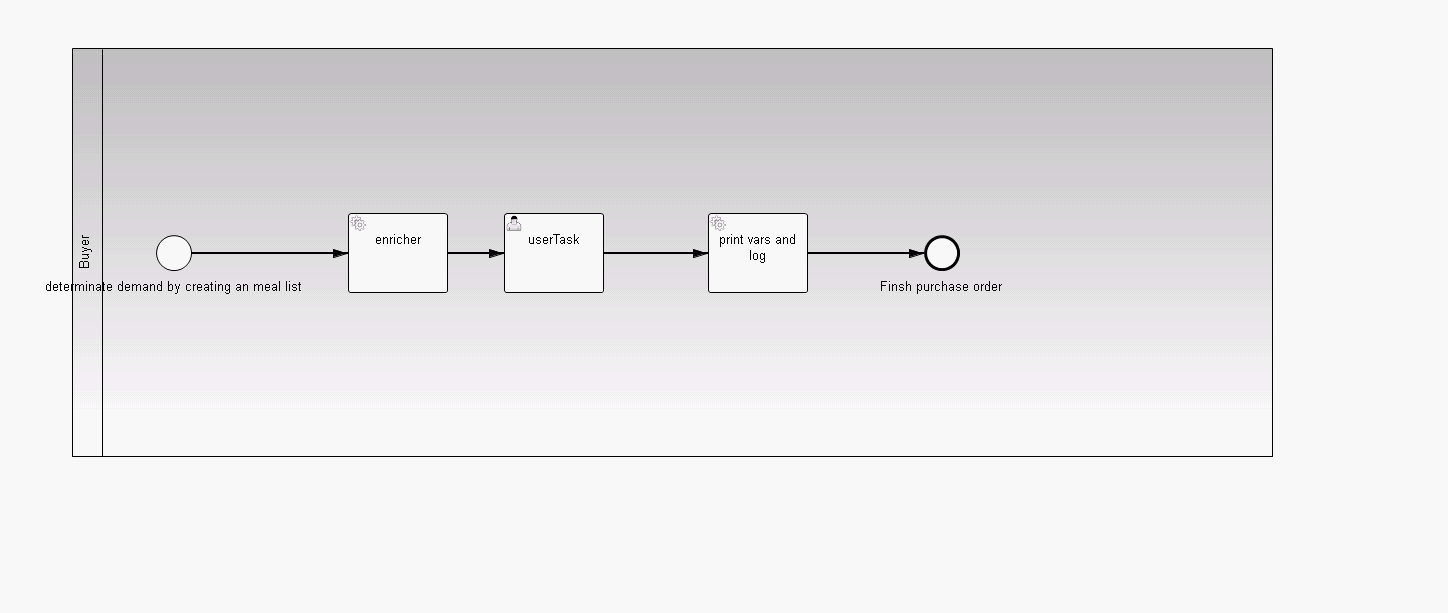 Buyer
determinate demand by creating an meal list
enricher
userTask
print vars and
log
Finsh purchase order